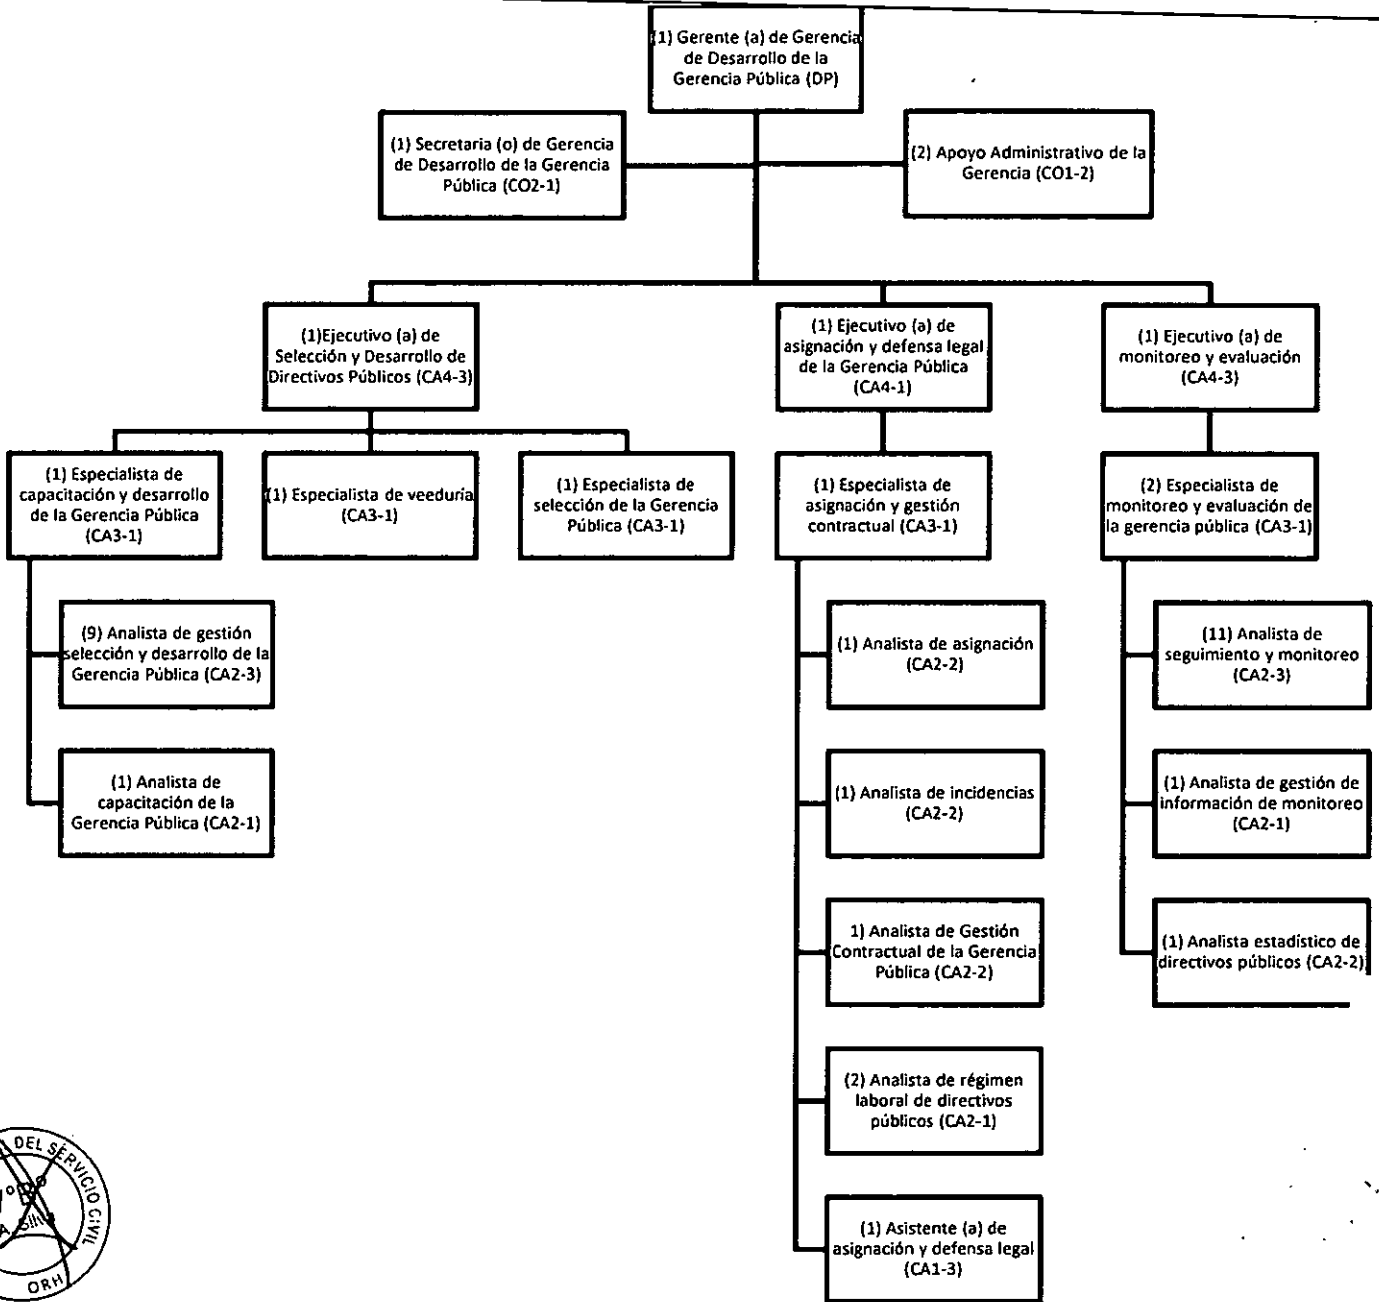 (1) Gerente (a) de Gerencia
de Desarrollo de la
Gerencia Pública (DP)
(1) Secretaria (o) de Gerencia
de Desarrollo de la Gerencia
Pública (CO2-1)
(2) Apoyo Administrativo de la
Gerencia (CO1-2)
(1)Ejecutivo (a) de
Selección y Desarrollo de
Directivos Públicos (CA4-3)
(1) Ejecutivo (a) de
asignación y defensa legal
de la Gerencia Pública
(CA4-1)
(1) Ejecutivo (a) de
monitoreo y evaluación
(CA4-3)
(1) Especialista de
capacitación y desarrollo
de la Gerencia Pública
(CA3-1)
(1) Especialista de veeduría
(CA3-1)
(1) Especialista de
selección de la Gerencia
Pública (CA3-1)
(1) Especialista de
asignación y gestión
contractual (CA3-1)
(2) Especialista de
monitoreo y evaluación de
la gerencia pública (CA3-1)
(9) Analista de gestión
selección y desarrollo de la
Gerencia Pública (CA2-3)
(1) Analista de
capacitación de la
Gerencia Pública (CA2-1)
(1) Analista de asignación
(CA2-2)
(1) Analista de incidencias
(CA2-2)
1) Analista de Gestión
Contractual de la Gerencia
Pública (CA2-2)
(2) Analista de régimen
laboral de directivos
públicos (CA2-1)
(1) Asistente (a) de
asignación y defensa legal
(CA1-3)
(11) Analista de
seguimiento y monitoreo
(CA2-3)
(1) Analista de gestión de
información de monitoreo
(CA2-1)
(1) Analista estadístico de
directivos públicos (CA2-2)
DEL SERVICIO CIVIL
ORH